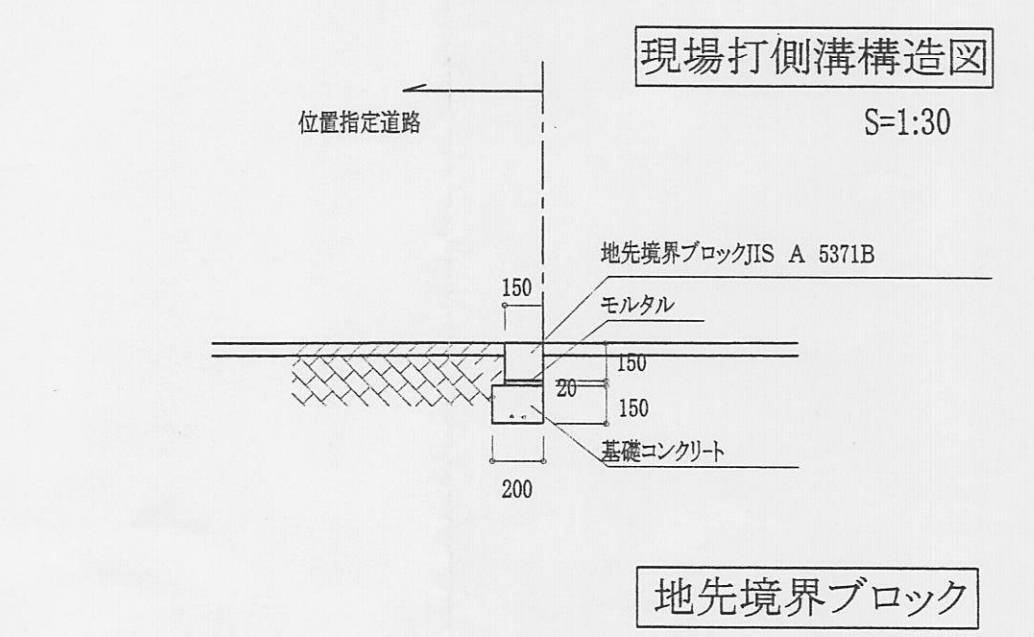 現場打側溝構造図
S=1:30
位置指定道路
地先境界ブロックJIS A 5371B
150
モルタル
150
20
150
基礎コンクリート
200
地先境界ブロック